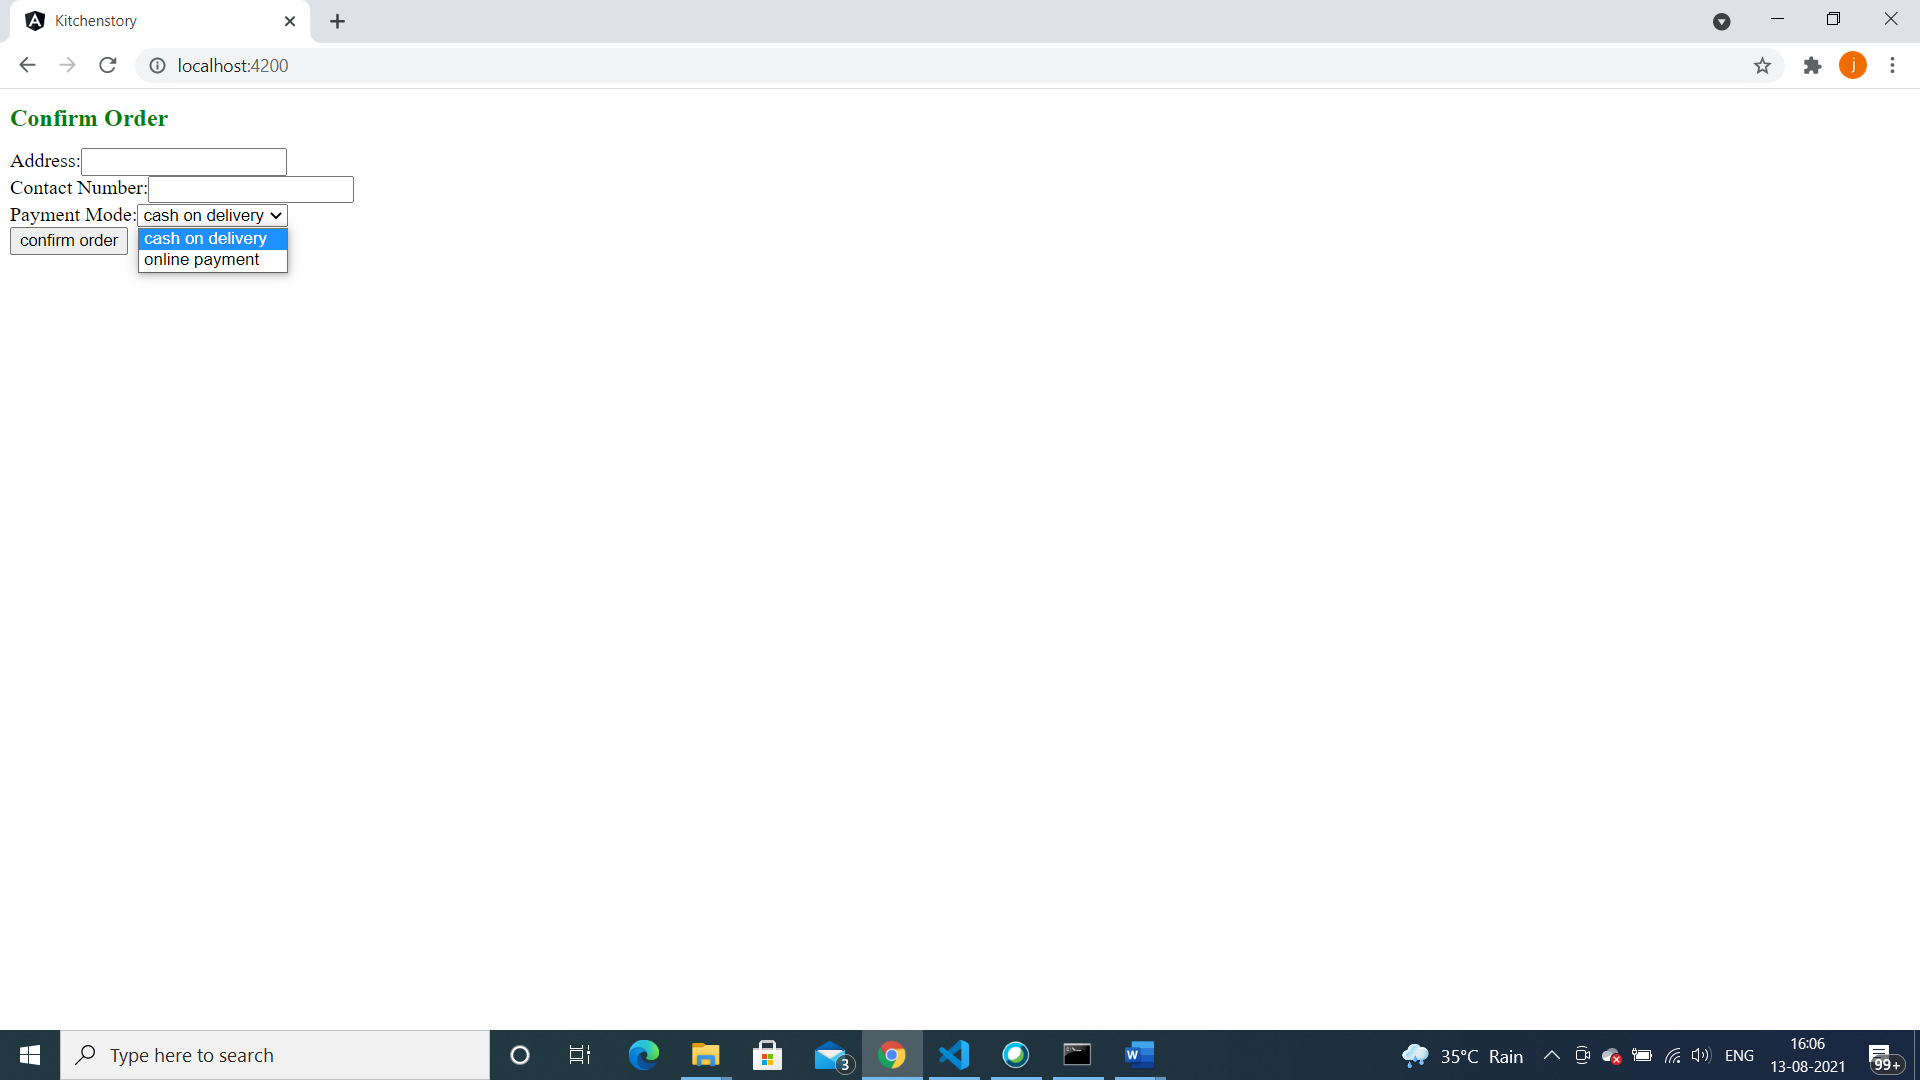 Kitchenstory
localhost:4200
j
Confirm Order
Address:
Contact Number:
Payment Mode: cash on delivery
confirm order
cash on delivery
online payment
Type here to search
3
35°C Rain
ENG
16:06
13-08-2021
99+